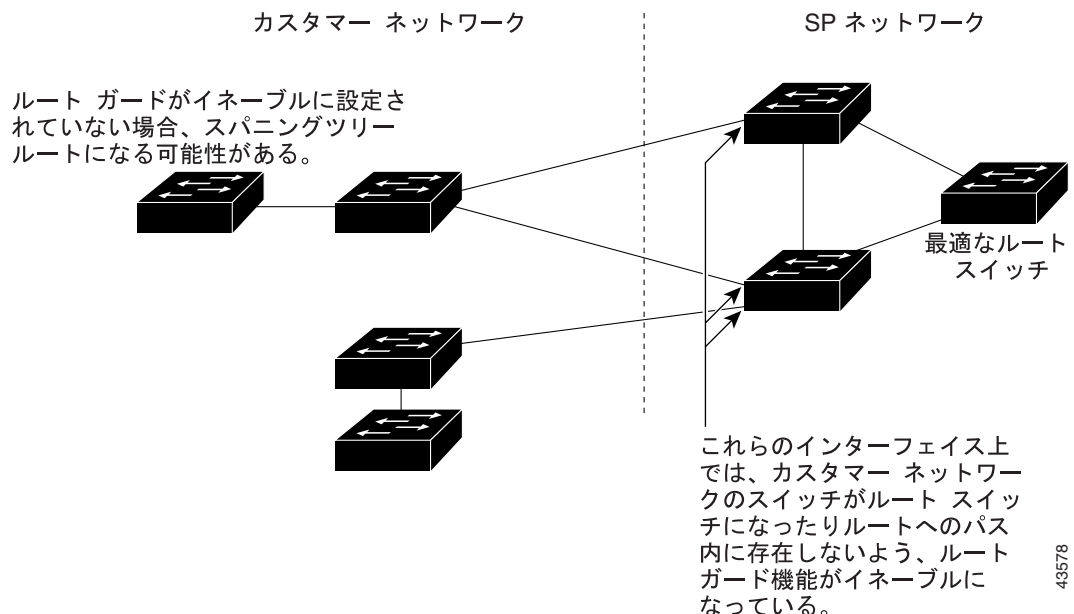 カスタマー ネットワーク
SP ネットワーク
ルート ガードがイネーブルに設定さ
れていない場合、スパニングツリー
ルートになる可能性がある。
最適なルート
スイッチ
これらのインターフェイス上
では、カスタマー ネットワー
クのスイッチがルート スイッ
チになったりルートへのパス
内に存在しないよう、ルート
ガード機能がイネーブルに
なっている。
43578